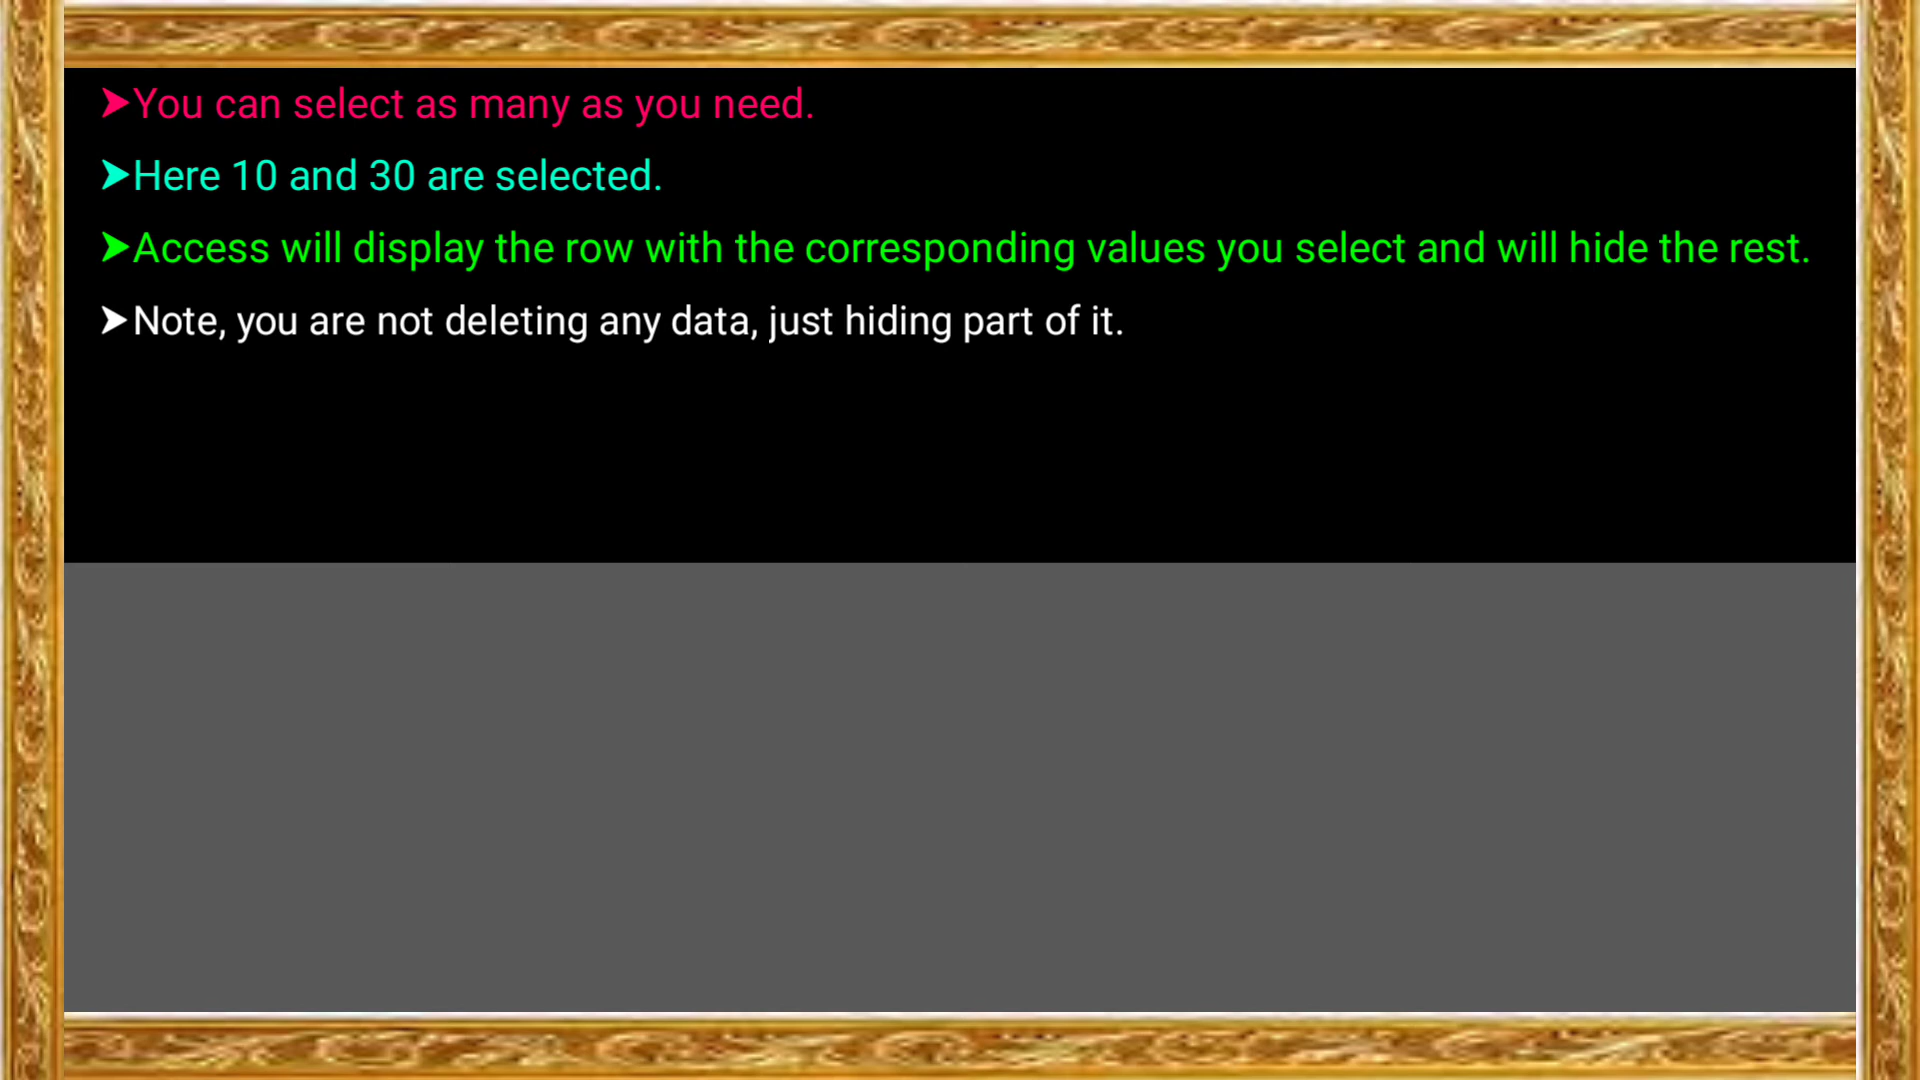 ➤You can select as many as you need.
➤Here 10 and 30 are selected.
➤Access will display the row with the corresponding values you select and will hide the rest.
➤Note, you are not deleting any data, just hiding part of it.